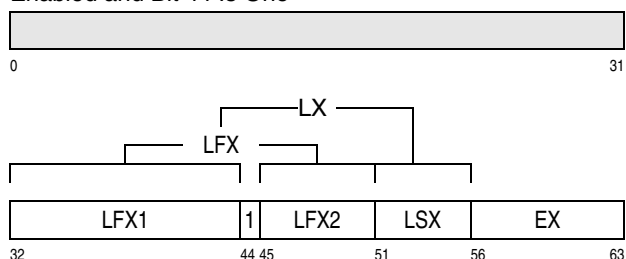 Enabled and Bit 44 is One
0 31
LX
LFX
LFX1 1 LFX2 LSX EX
32 44 45 51 56 63